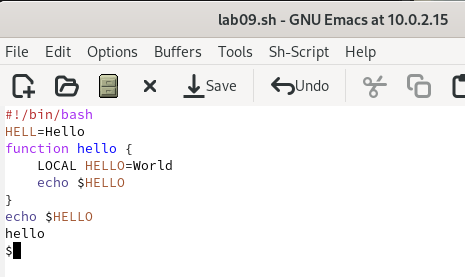 lab09.sh - GNU Emacs at 10.0.2.15
File Edit Options Buffers Tools Sh-Script Help
Save Undo
#!/bin/bash
HELL=Hello
function hello {
    LOCAL HELLO=World
    echo $HELLO
}
echo $HELLO
hello
$